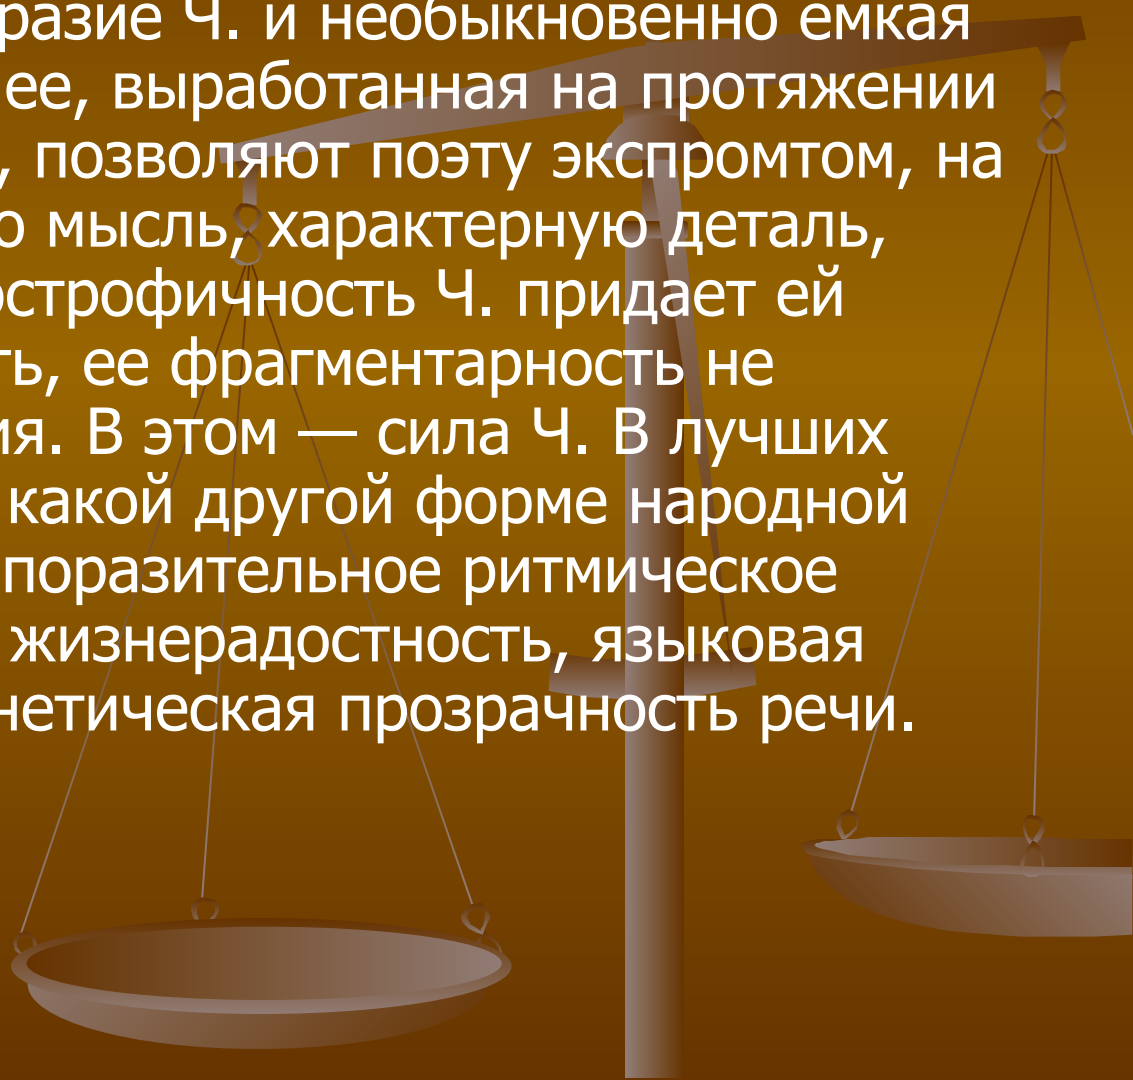 разие Ч. и необыкновенно емкая
ее, выработанная на протяжении
, позволяют поэту экспромтом, на
ю мысль, характерную деталь,
острофичность Ч. придает ей
ть, ее фрагментарность не
ия. В этом — сила Ч. В лучших
какой другой форме народной
поразительное ритмическое
жизнерадостность, языковая
нетическая прозрачность речи.